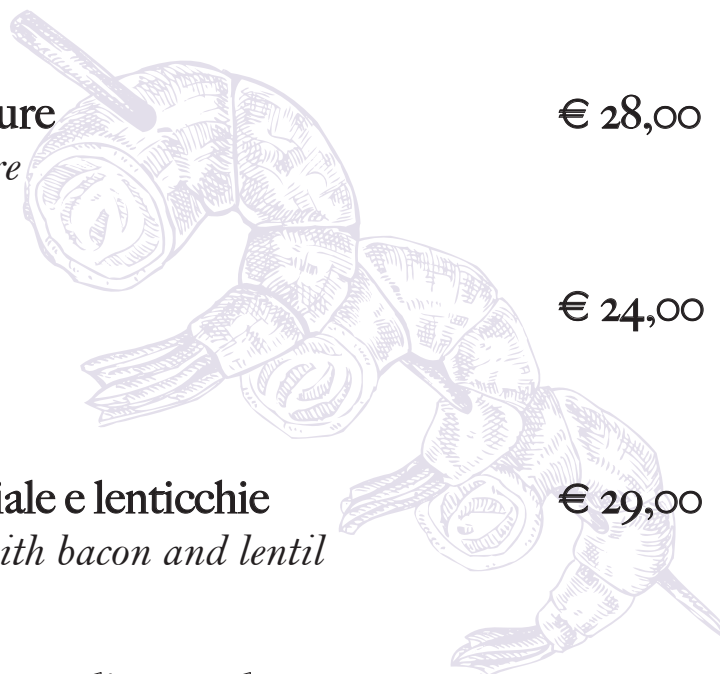 ure € 28,00
re
€ 24,00
iale e lenticchie € 29,00
ith bacon and lentil